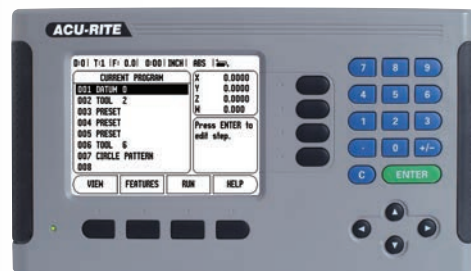 ACU-RITE
D:0 T:1 F: 0.0 0:00 INCH ABS
CURRENT PROGRAM
001 DATUM 0
002 TOOL 2
003 PRESET
004 PRESET
005 PRESET
006 TOOL 6
007 CIRCLE PATTERN
008
X 0.0000
Y 0.0000
Z 0.0000
W 0.000
Press ENTER to
edit step.
VIEW FEATURES RUN HELP
7 8 9
4 5 6
1 2 3
. 0 +/-
C ENTER